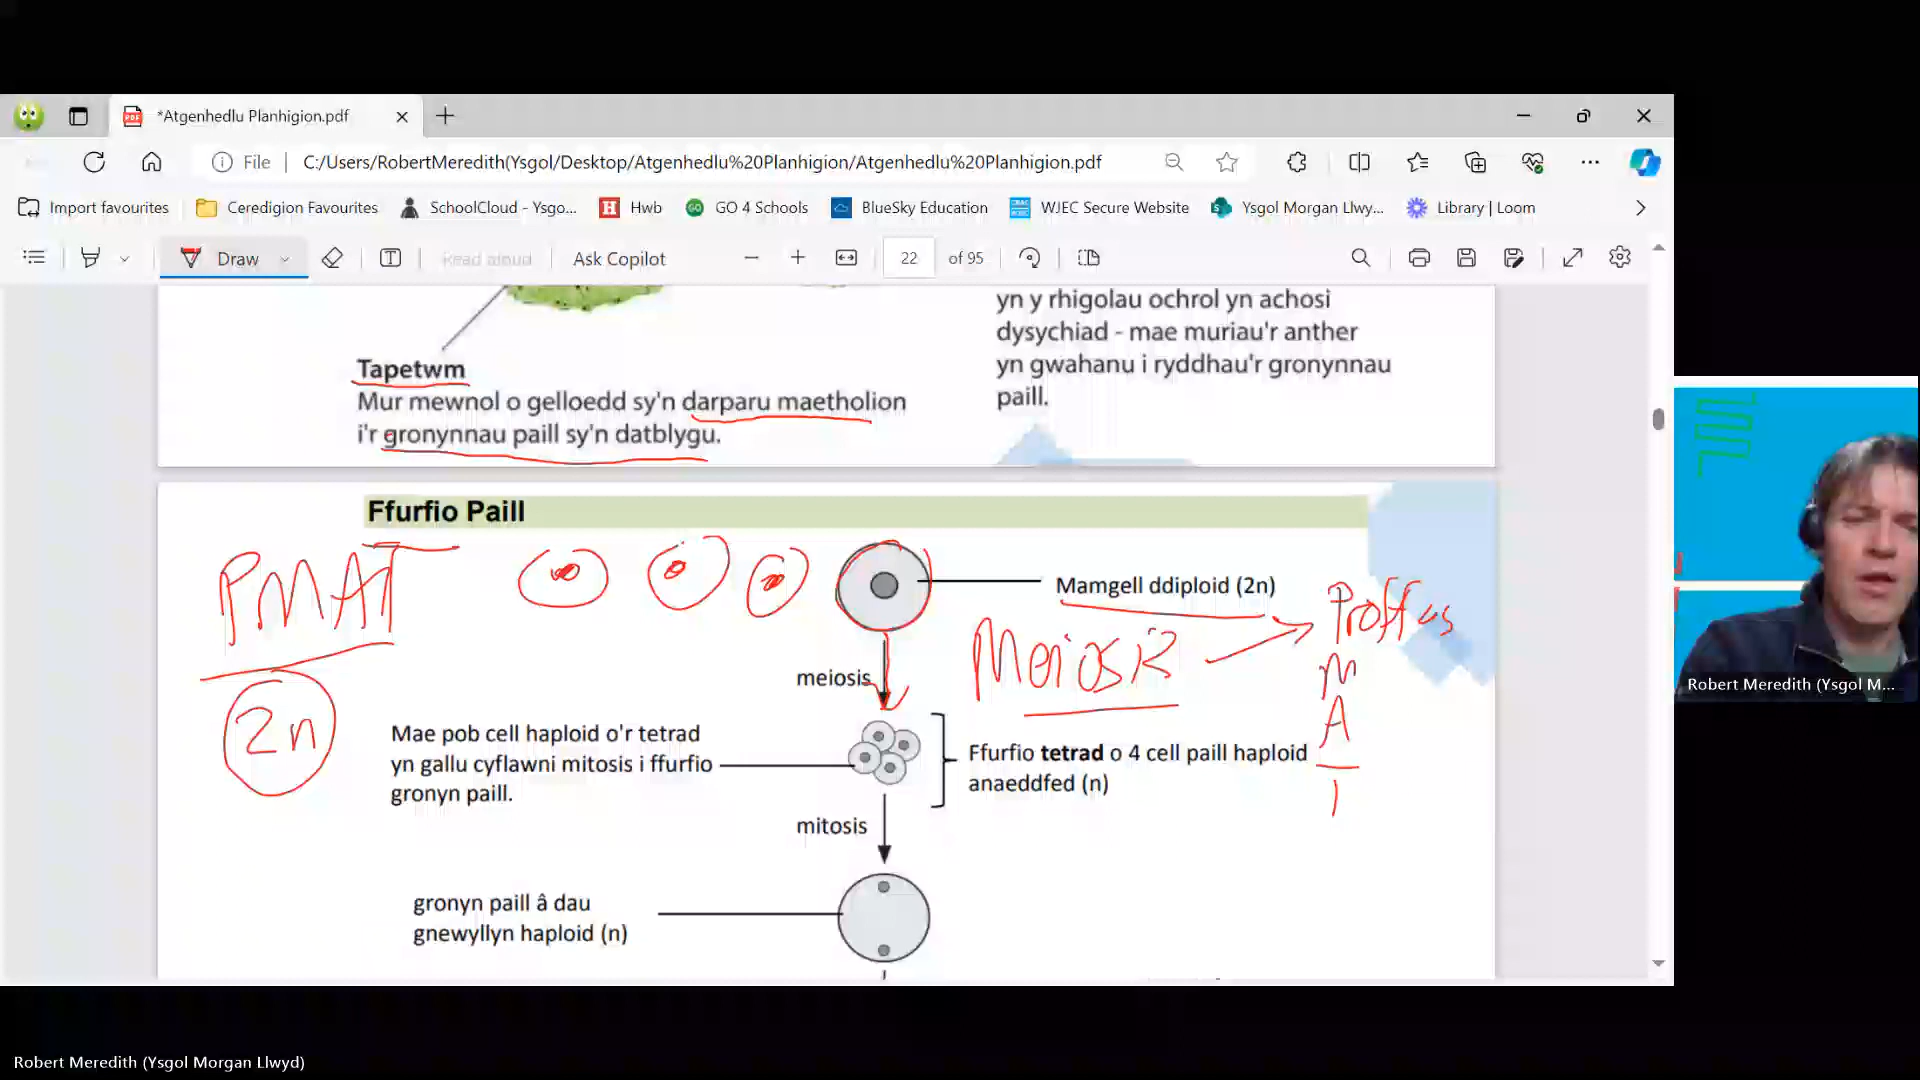 *Atgenhedlu Planhigion.pdf
File C:/Users/RobertMeredith(Ysgol/Desktop/Atgenhedlu%20Planhigion/Atgenhedlu%20Planhigion.pdf
Import favourites Ceredigion Favourites SchoolCloud - Ysgo... Hwb GO 4 Schools BlueSky Education WJEC Secure Website Ysgol Morgan Llwy... Library | Loom
Draw Read aloud Ask Copilot 22 of 95
yn y rhigolau ochrol yn achosi
dysychiad - mae muriau'r anther
yn gwahanu i ryddhau'r gronynnau
paill.
Tapetwm
Mur mewnol o gelloedd sy'n darparu maetholion
i'r gronynnau paill sy'n datblygu.
Ffurfio Paill
PMAT
2n
Mamgell ddiploid (2n)
meiosis
Meiosis
Proffas
M
A
Mae pob cell haploid o'r tetrad
yn gallu cyflawni mitosis i ffurfio
gronyn paill.
Ffurfio tetrad o 4 cell paill haploid
anaeddfed (n)
mitosis
gronyn paill â dau
gnewyllyn haploid (n)
Robert Meredith (Ysgol M...
Robert Meredith (Ysgol Morgan Llwyd)